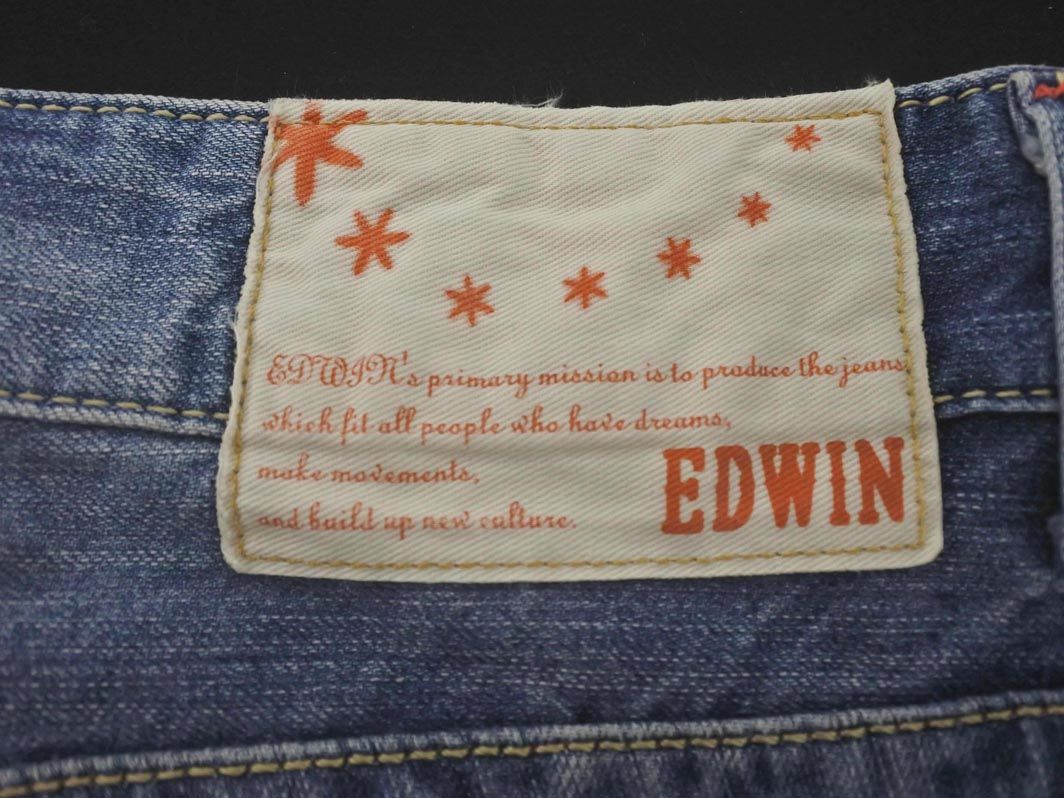 EDWIN's primary mission is to produce the jeans
which fit all people who have dreams,
make movements,
and build up new culture.
EDWIN